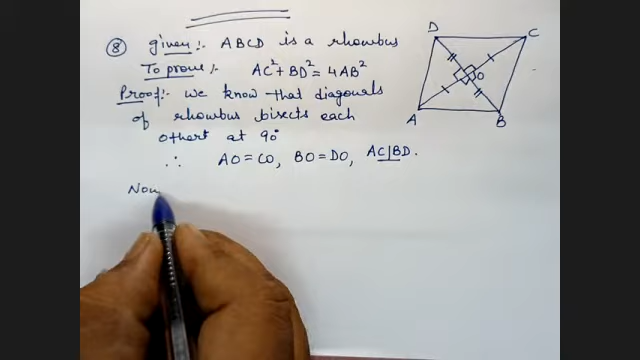 ⑧ given:- ABCD is a rhombus
To prove:- AC²+BD²=4AB²
Proof:- we know that diagonals
of rhombus bisects each
othert at 90°
∴ AO=CO, BO=DO, AC⊥BD.
Now
D
C
O
A
B